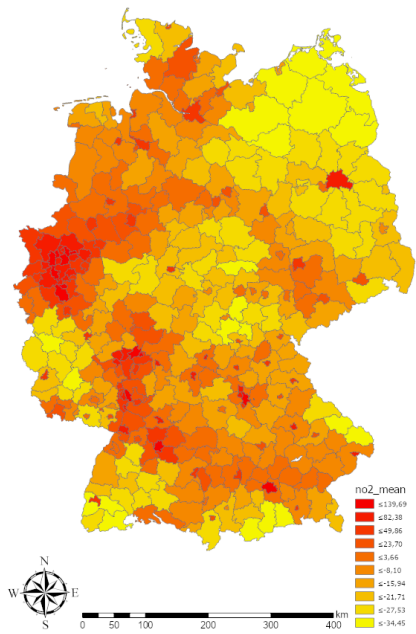 no2_mean
≤139,69
≤82,38
≤49,86
≤23,70
≤3,66
≤-8,10
≤-15,94
≤-21,71
≤-27,53
≤-34,45
N
W E
S
km
0 50 100 200 300 400